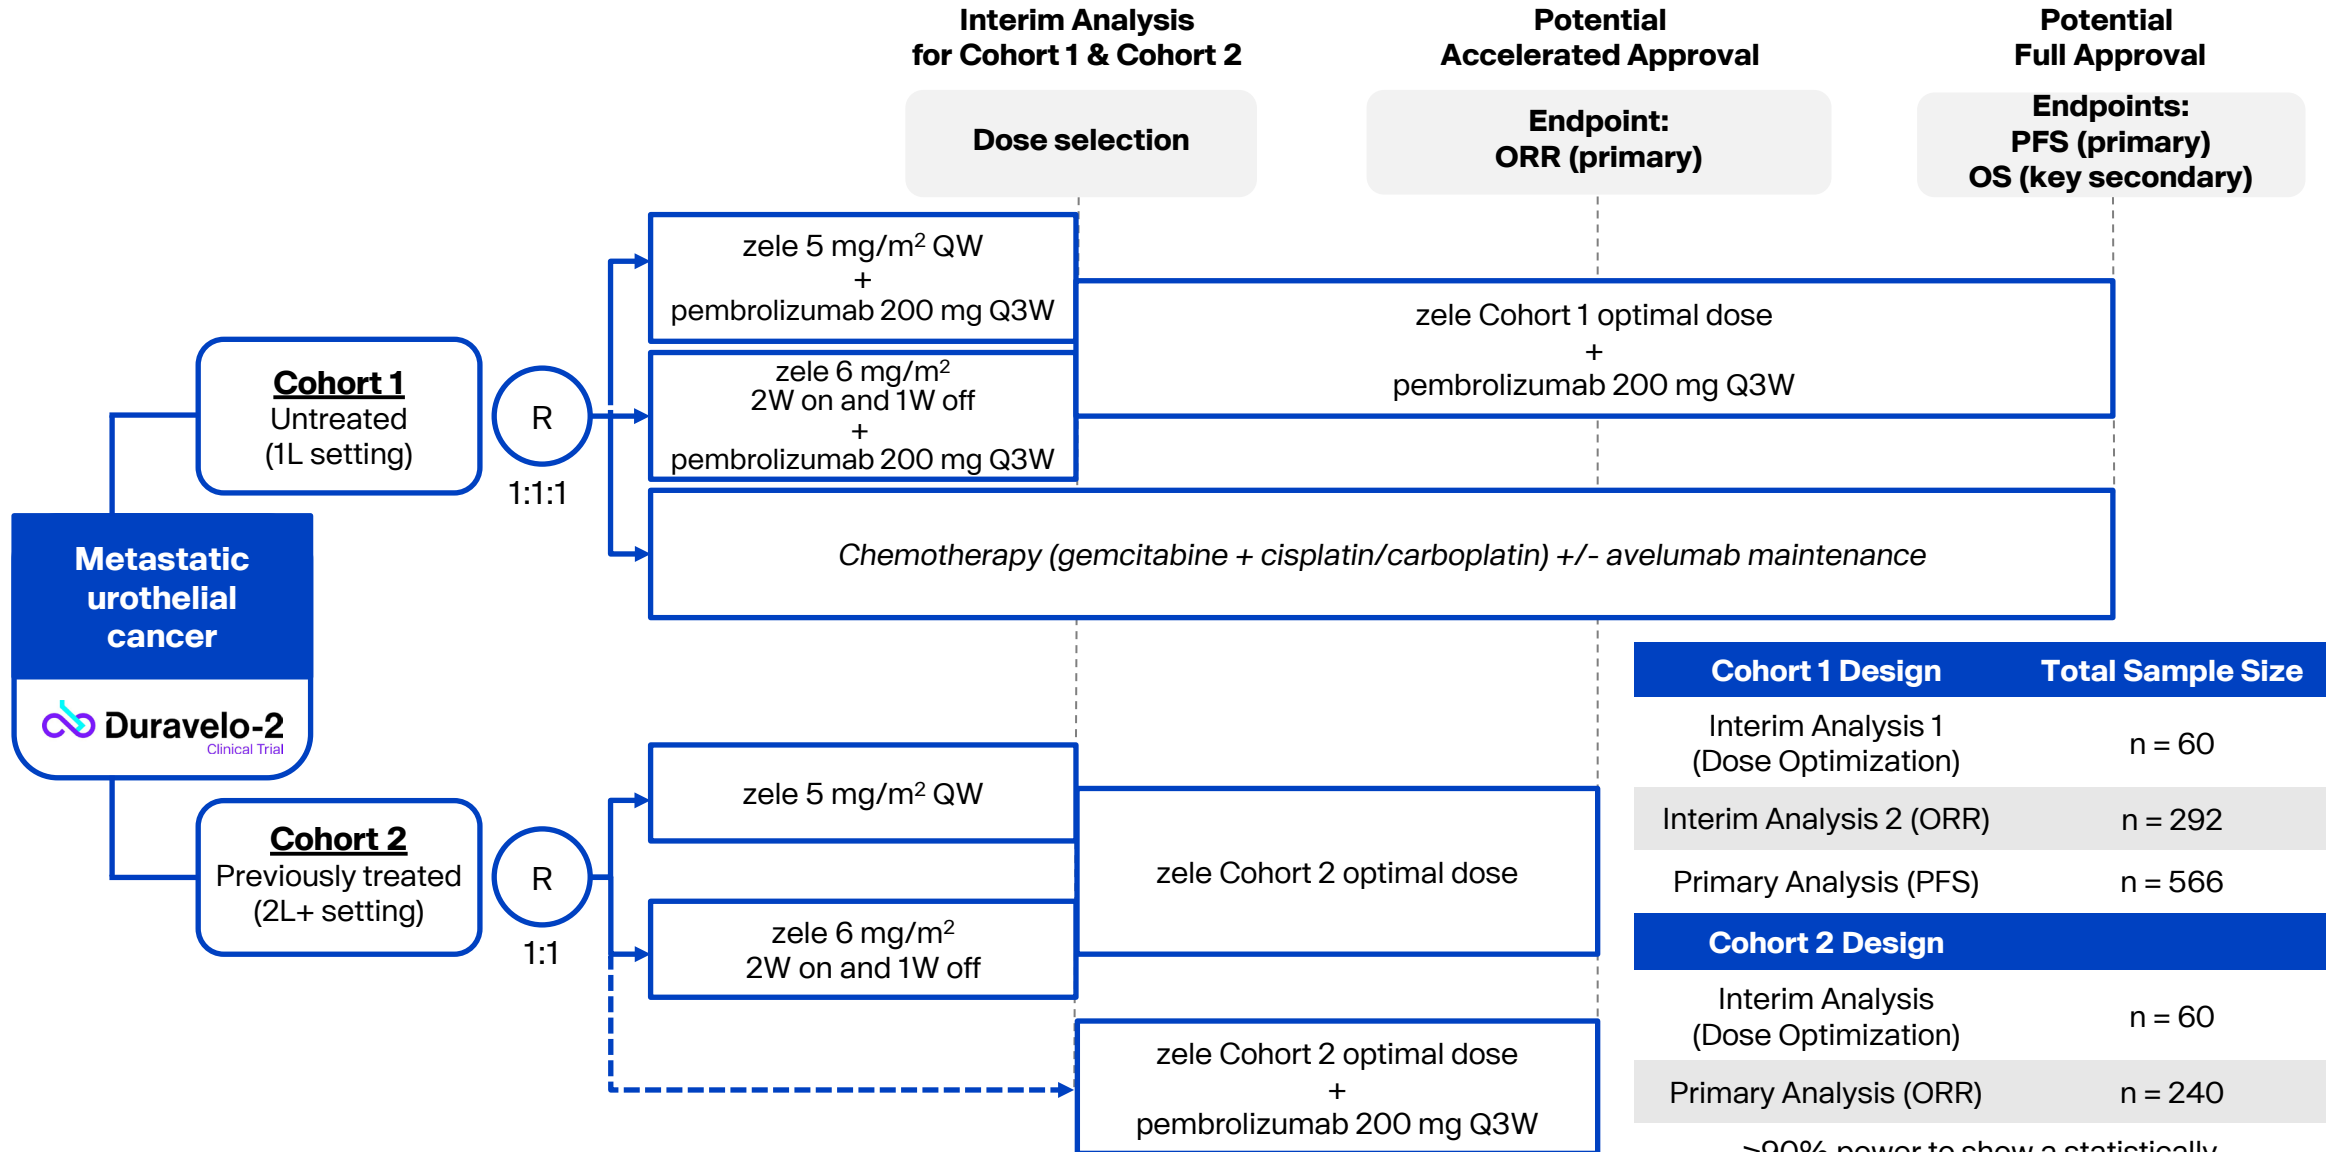 Interim Analysis
for Cohort 1 & Cohort 2
Potential
Accelerated Approval
Potential
Full Approval
Dose selection
Endpoint:
ORR (primary)
Endpoints:
PFS (primary)
OS (key secondary)
zele 5 mg/m² QW
+
pembrolizumab 200 mg Q3W
zele 6 mg/m²
2W on and 1W off
+
pembrolizumab 200 mg Q3W
zele Cohort 1 optimal dose
+
pembrolizumab 200 mg Q3W
Cohort 1
Untreated
(1L setting)
R
1:1:1
Chemotherapy (gemcitabine + cisplatin/carboplatin) +/- avelumab maintenance
Metastatic
urothelial
cancer
Duravelo-2
Clinical Trial
Cohort 2
Previously treated
(2L+ setting)
R
1:1
zele 5 mg/m² QW
zele 6 mg/m²
2W on and 1W off
zele Cohort 2 optimal dose
zele Cohort 2 optimal dose
+
pembrolizumab 200 mg Q3W
Cohort 1 Design Total Sample Size
Interim Analysis 1
(Dose Optimization) n = 60
Interim Analysis 2 (ORR) n = 292
Primary Analysis (PFS) n = 566
Cohort 2 Design
Interim Analysis
(Dose Optimization) n = 60
Primary Analysis (ORR) n = 240
90% power to show a statistically